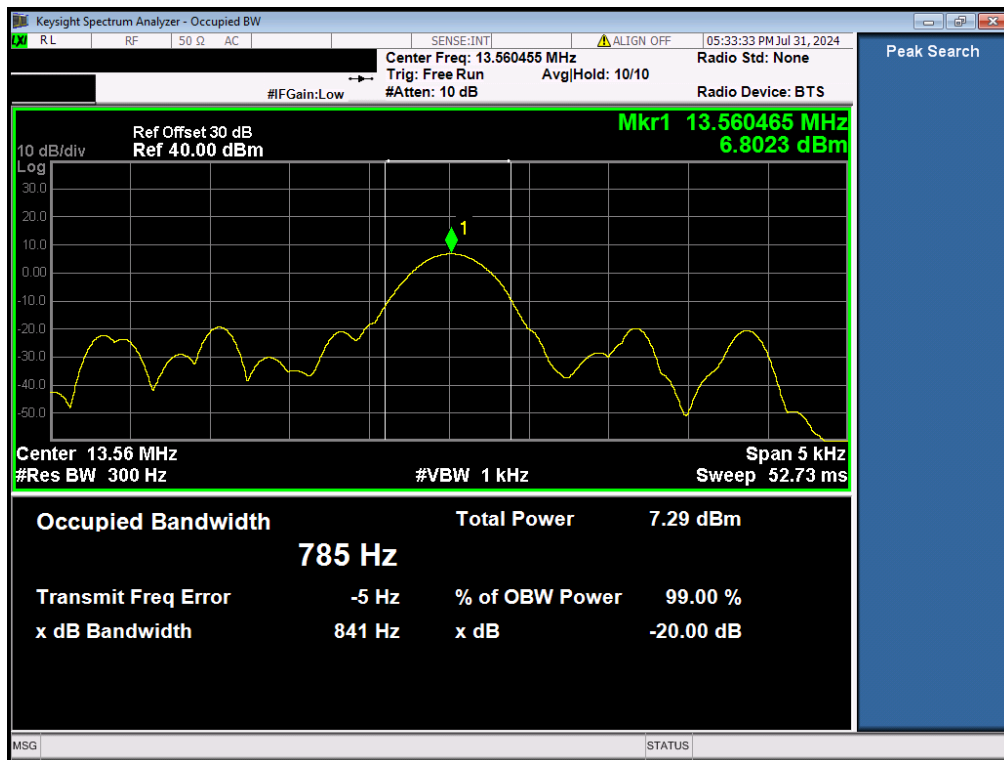 Keysight Spectrum Analyzer - Occupied BW
LXI RL RF 50 Ω AC SENSE:INT ALIGN OFF 05:33:33 PM Jul 31, 2024
Center Freq: 13.560455 MHz Radio Std: None
Trig: Free Run Avg|Hold: 10/10
#IFGain:Low #Atten: 10 dB Radio Device: BTS
Peak Search
Mkr1 13.560465 MHz
6.8023 dBm
Ref Offset 30 dB
10 dB/div Ref 40.00 dBm
Log
30.0
20.0
1
10.0
0.00
-10.0
-20.0
-30.0
-40.0
-50.0
Center 13.56 MHz Span 5 kHz
#Res BW 300 Hz #VBW 1 kHz Sweep 52.73 ms
Occupied Bandwidth Total Power 7.29 dBm
785 Hz
Transmit Freq Error -5 Hz % of OBW Power 99.00 %
x dB Bandwidth 841 Hz x dB -20.00 dB
MSG STATUS